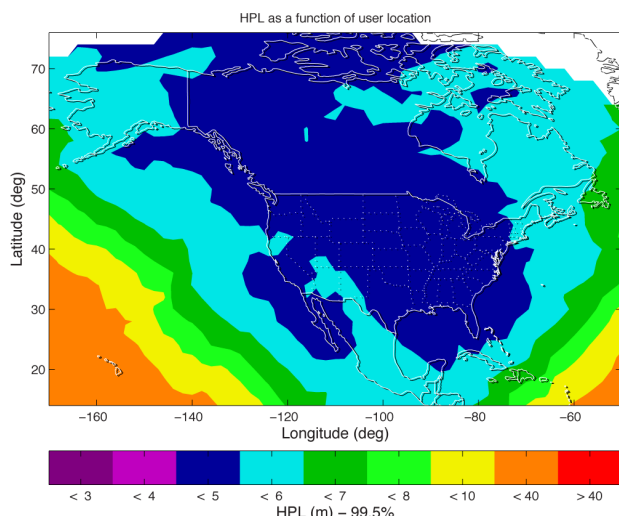 HPL as a function of user location
Latitude (deg)
70
60
50
40
30
20
−160 −140 −120 −100 −80 −60
Longitude (deg)
< 3 < 4 < 5 < 6 < 7 < 8 <10 <40 >40
HPL (m) − 99.5%